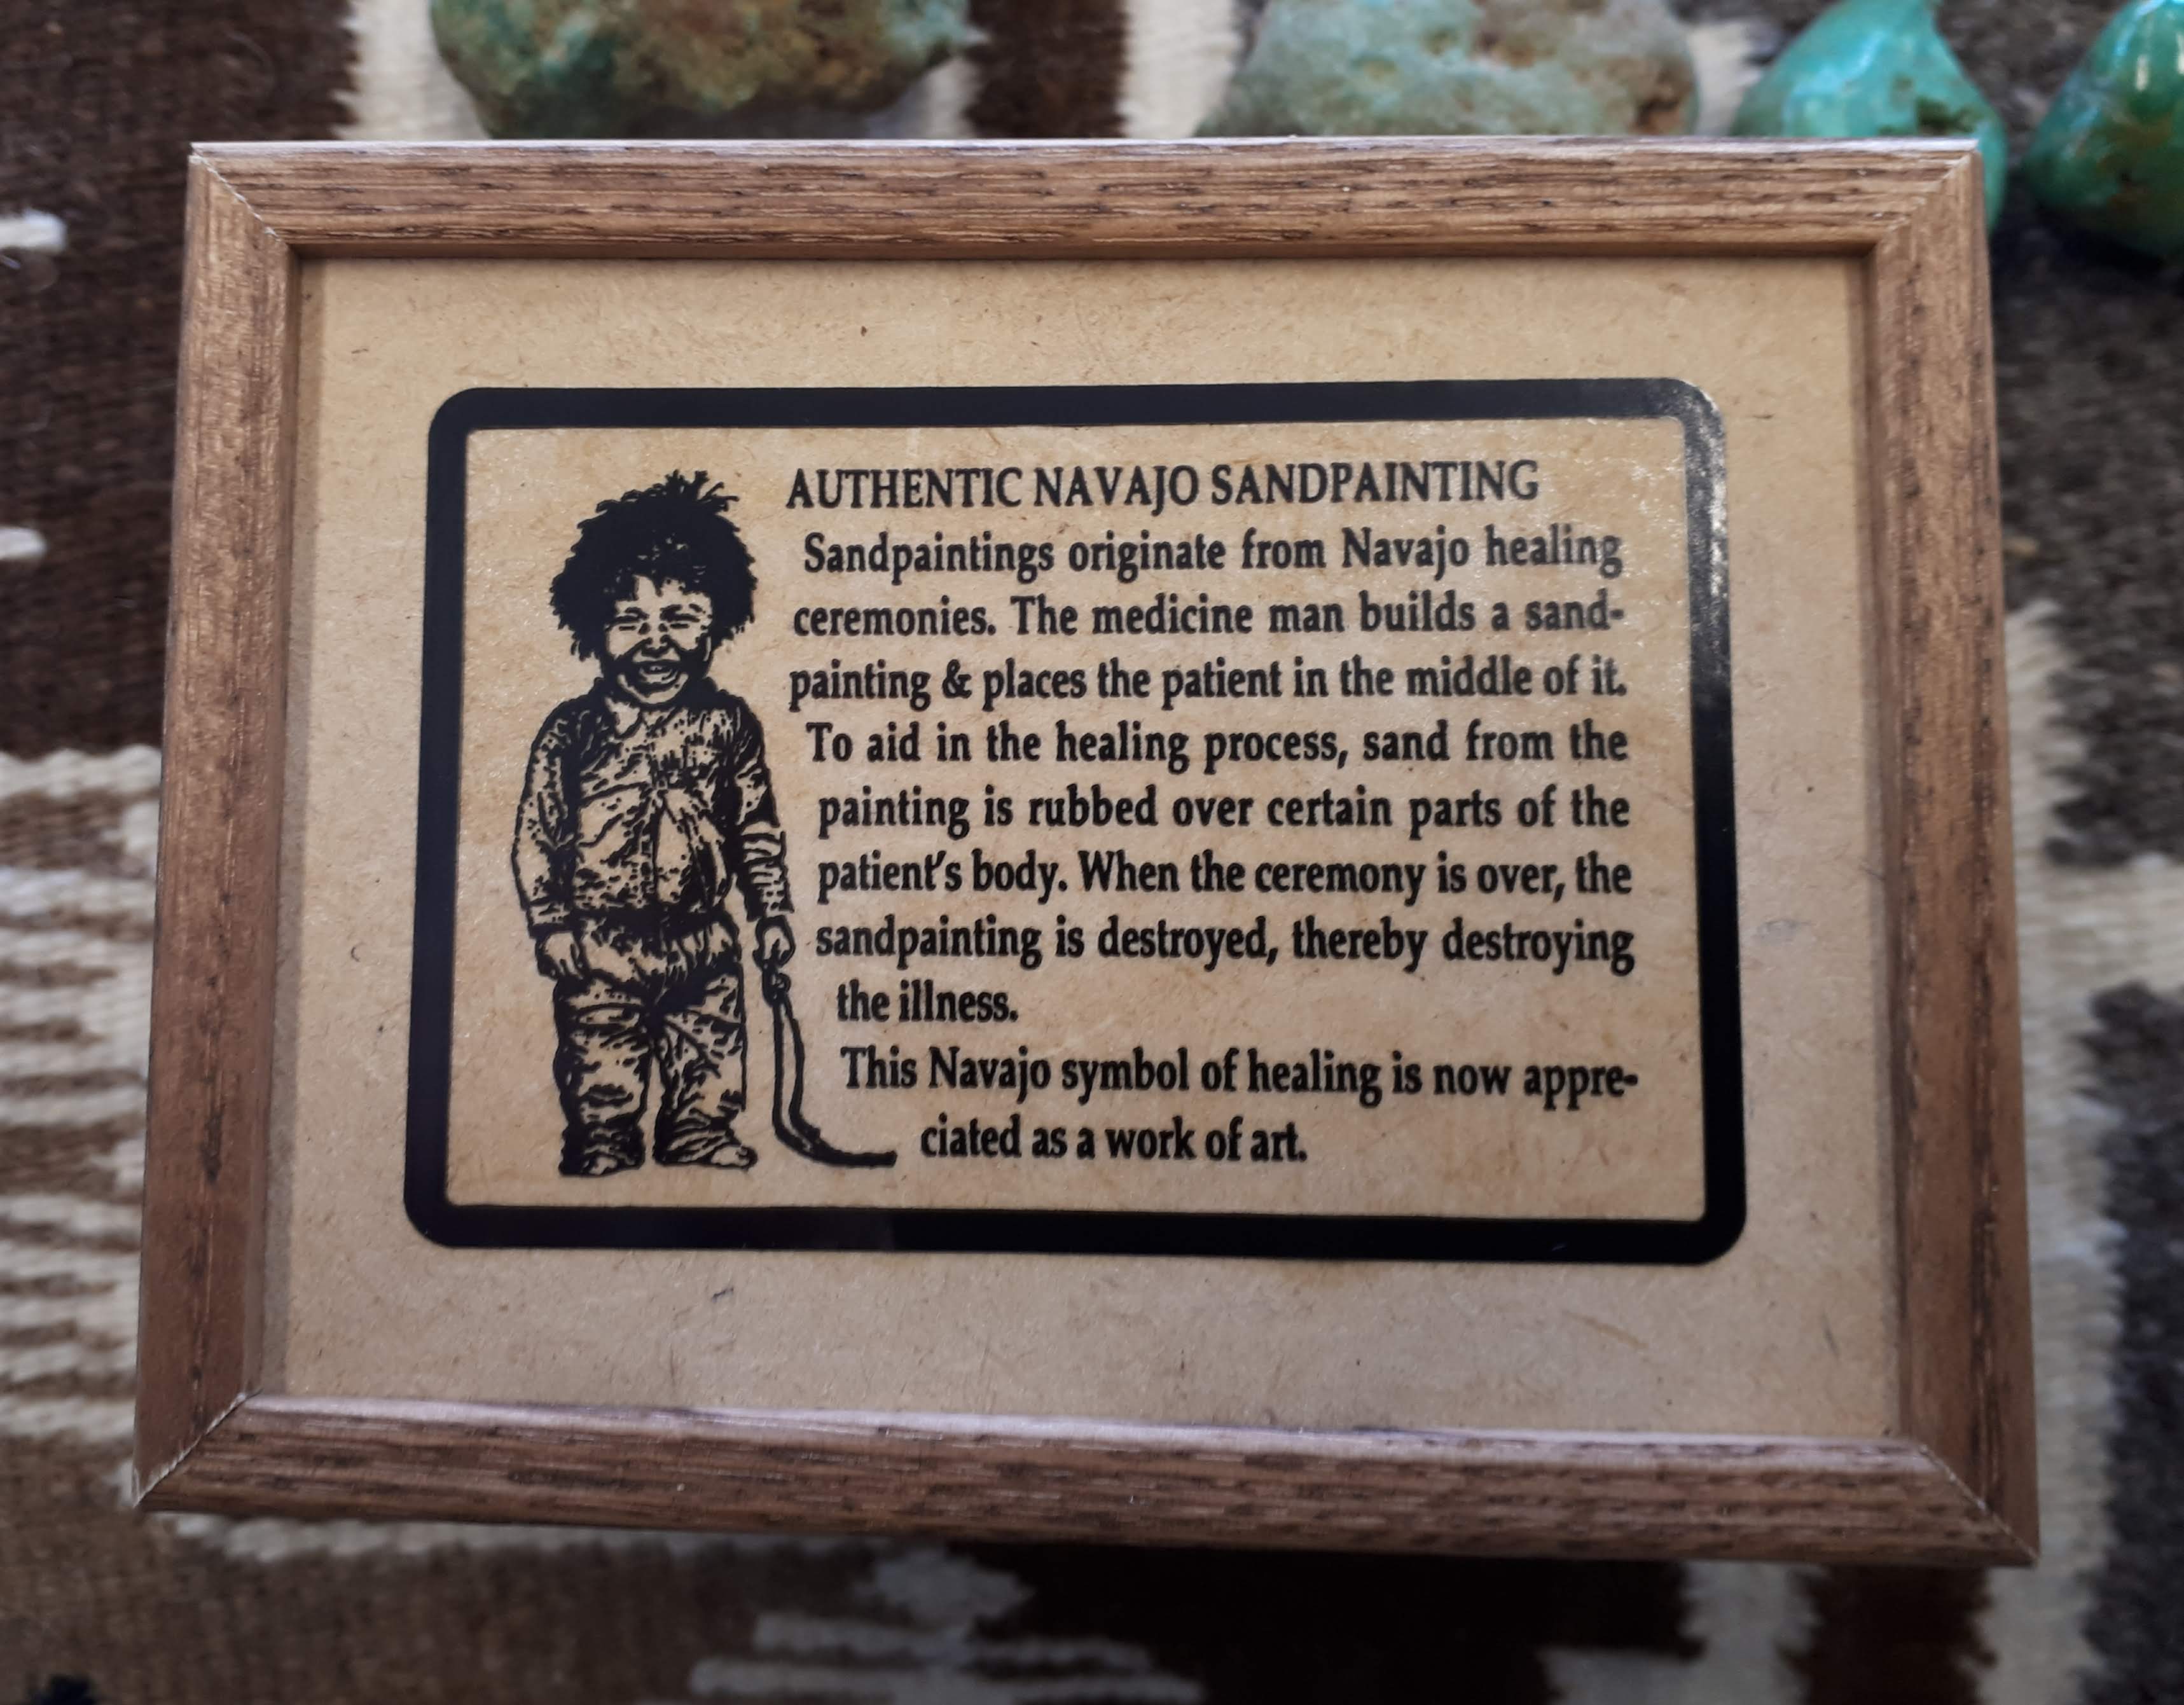 AUTHENTIC NAVAJO SANDPAINTING
Sandpaintings originate from Navajo healing
ceremonies. The medicine man builds a sand-
painting & places the patient in the middle of it.
To aid in the healing process, sand from the
painting is rubbed over certain parts of the
patient's body. When the ceremony is over, the
sandpainting is destroyed, thereby destroying
the illness.
This Navajo symbol of healing is now appre-
ciated as a work of art.